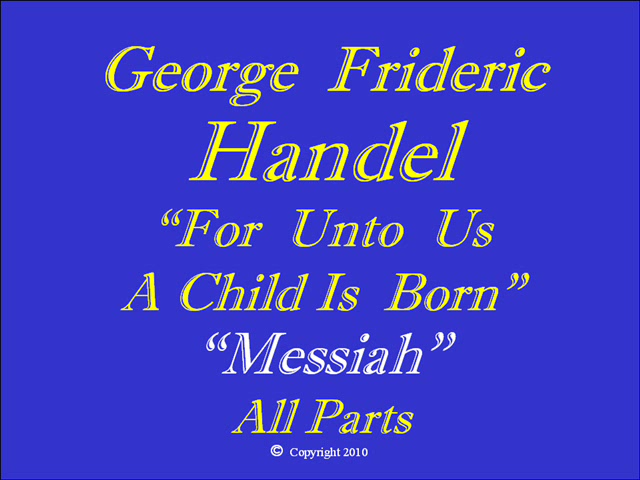 George Frideric
Handel
“For Unto Us
A Child Is Born”
“Messiah”
All Parts
© Copyright 2010